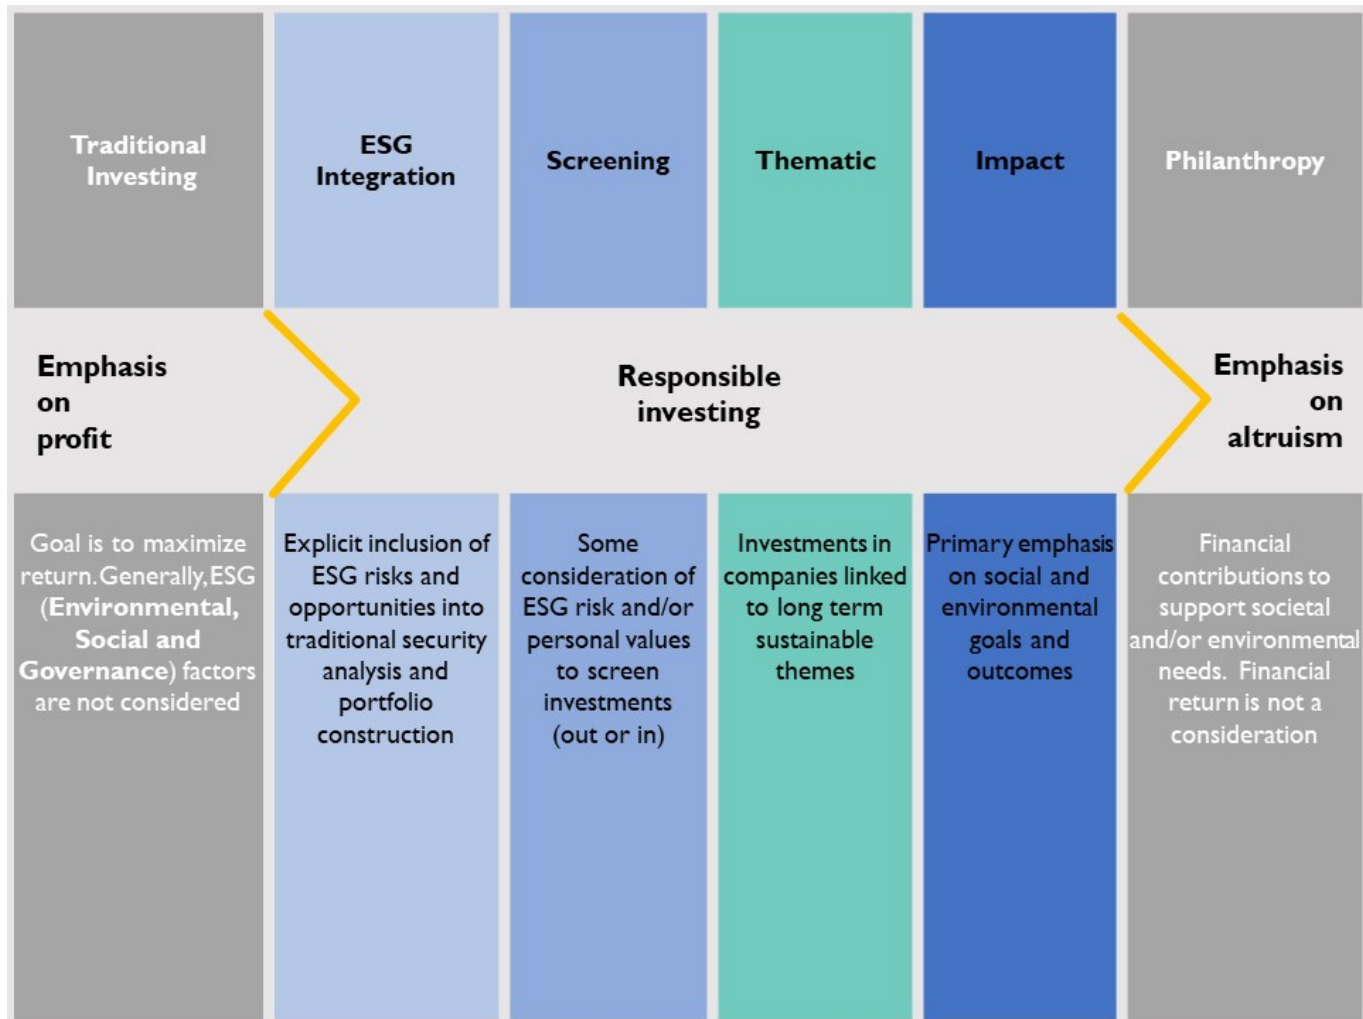 Traditional
Investing
ESG
Integration
Screening
Thematic
Impact
Philanthropy
Emphasis
on
profit
Responsible
investing
Emphasis
on
altruism
Goal is to maximize
return. Generally, ESG
(Environmental,
Social and
Governance) factors
are not considered
Explicit inclusion of
ESG risks and
opportunities into
traditional security
analysis and
portfolio
construction
Some
consideration of
ESG risk and/or
personal values
to screen
investments
(out or in)
Investments in
companies linked
to long term
sustainable
themes
Primary emphasis
on social and
environmental
goals and
outcomes
Financial
contributions to
support societal
and/or environmental
needs. Financial
return is not a
consideration